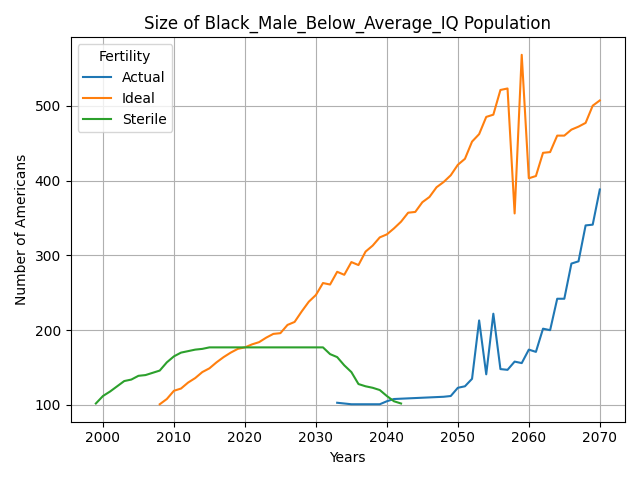 Size of Black_Male_Below_Average_IQ Population
Fertility
Actual
Ideal
Sterile
Number of Americans
500
400
300
200
100
2000 2010 2020 2030 2040 2050 2060 2070
Years